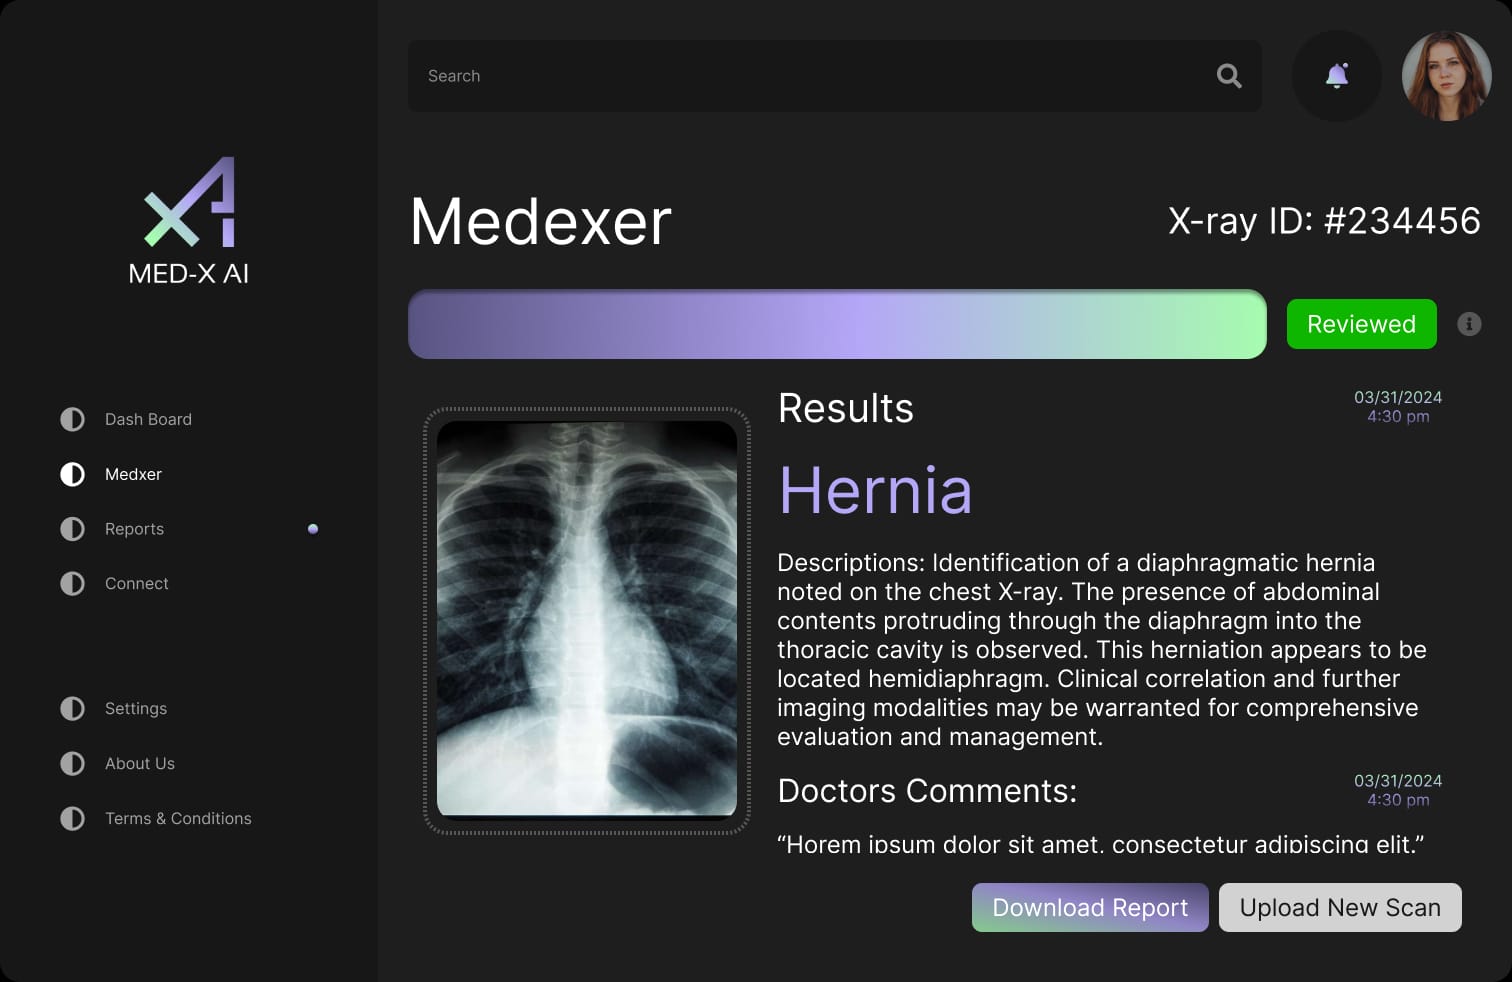 Search
MED-X AI
Medexer
X-ray ID: #234456
Reviewed
Dash Board
Medxer
Reports
Connect
Settings
About Us
Terms & Conditions
Results
03/31/2024
4:30 pm
Hernia
Descriptions: Identification of a diaphragmatic hernia
noted on the chest X-ray. The presence of abdominal
contents protruding through the diaphragm into the
thoracic cavity is observed. This herniation appears to be
located hemidiaphragm. Clinical correlation and further
imaging modalities may be warranted for comprehensive
evaluation and management.
Doctors Comments:
03/31/2024
4:30 pm
“Horem ipsum dolor sit amet, consectetur adipiscing elit.”
Download Report
Upload New Scan